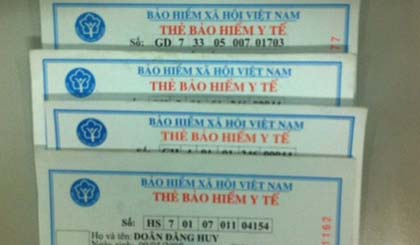 BẢO HIỂM XÃ HỘI VIỆT NAM
THẺ BẢO HIỂM Y TẾ
Số: GD 7 33 05 007 01703
BẢO HIỂM XÃ HỘI VIỆT NAM
THẺ BẢO HIỂM Y TẾ
BẢO HIỂM XÃ HỘI VIỆT NAM
THẺ BẢO HIỂM Y TẾ
BẢO HIỂM XÃ HỘI VIỆT NAM
THẺ BẢO HIỂM Y TẾ
Số: HS 7 01 07 011 04154
Họ và tên: DOÃN ĐĂNG HUY